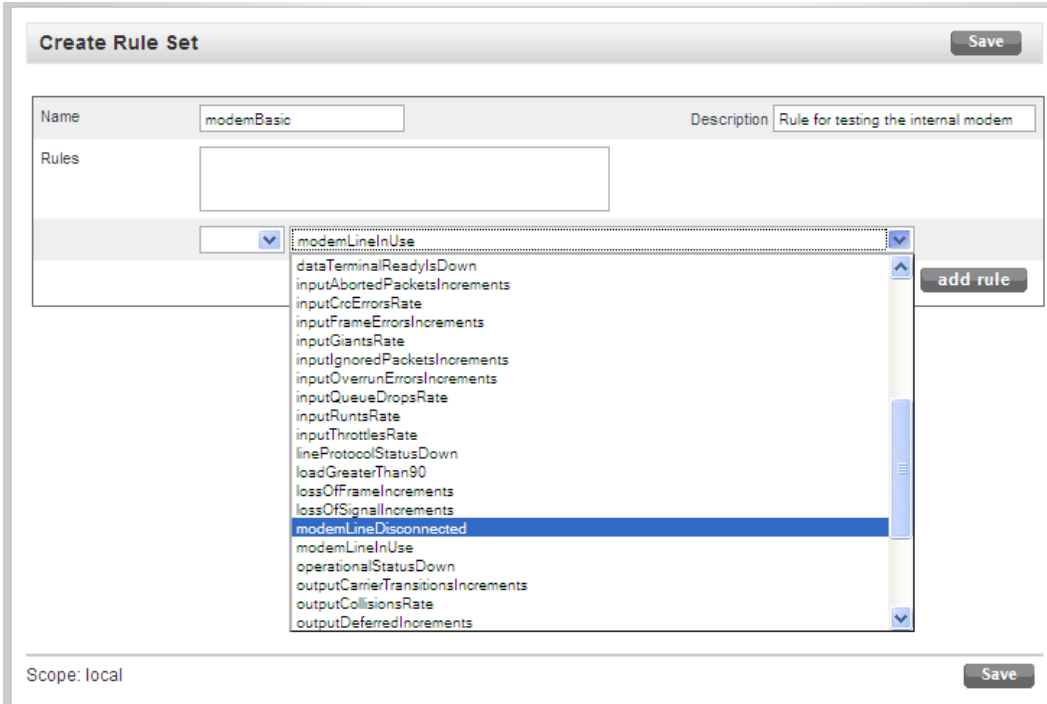 Create Rule Set
Save
Name
modemBasic
Description
Rule for testing the internal modem
Rules
modemLineInUse
dataTerminalReadyIsDown
inputAbortedPacketsIncrements
inputCrcErrorsRate
inputFrameErrorsIncrements
inputGiantsRate
inputIgnoredPacketsIncrements
inputOverrunErrorsIncrements
inputQueueDropsRate
inputRuntsRate
inputThrottlesRate
lineProtocolStatusDown
loadGreaterThan90
lossOfFrameIncrements
lossOfSignalIncrements
modemLineDisconnected
modemLineInUse
operationalStatusDown
outputCarrierTransitionsIncrements
outputCollisionsRate
outputDeferredIncrements
add rule
Scope: local
Save